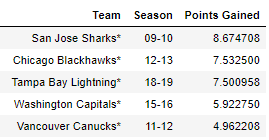 Team Season Points Gained
San Jose Sharks* 09-10 8.674708
Chicago Blackhawks* 12-13 7.532500
Tampa Bay Lightning* 18-19 7.500958
Washington Capitals* 15-16 5.922750
Vancouver Canucks* 11-12 4.962208